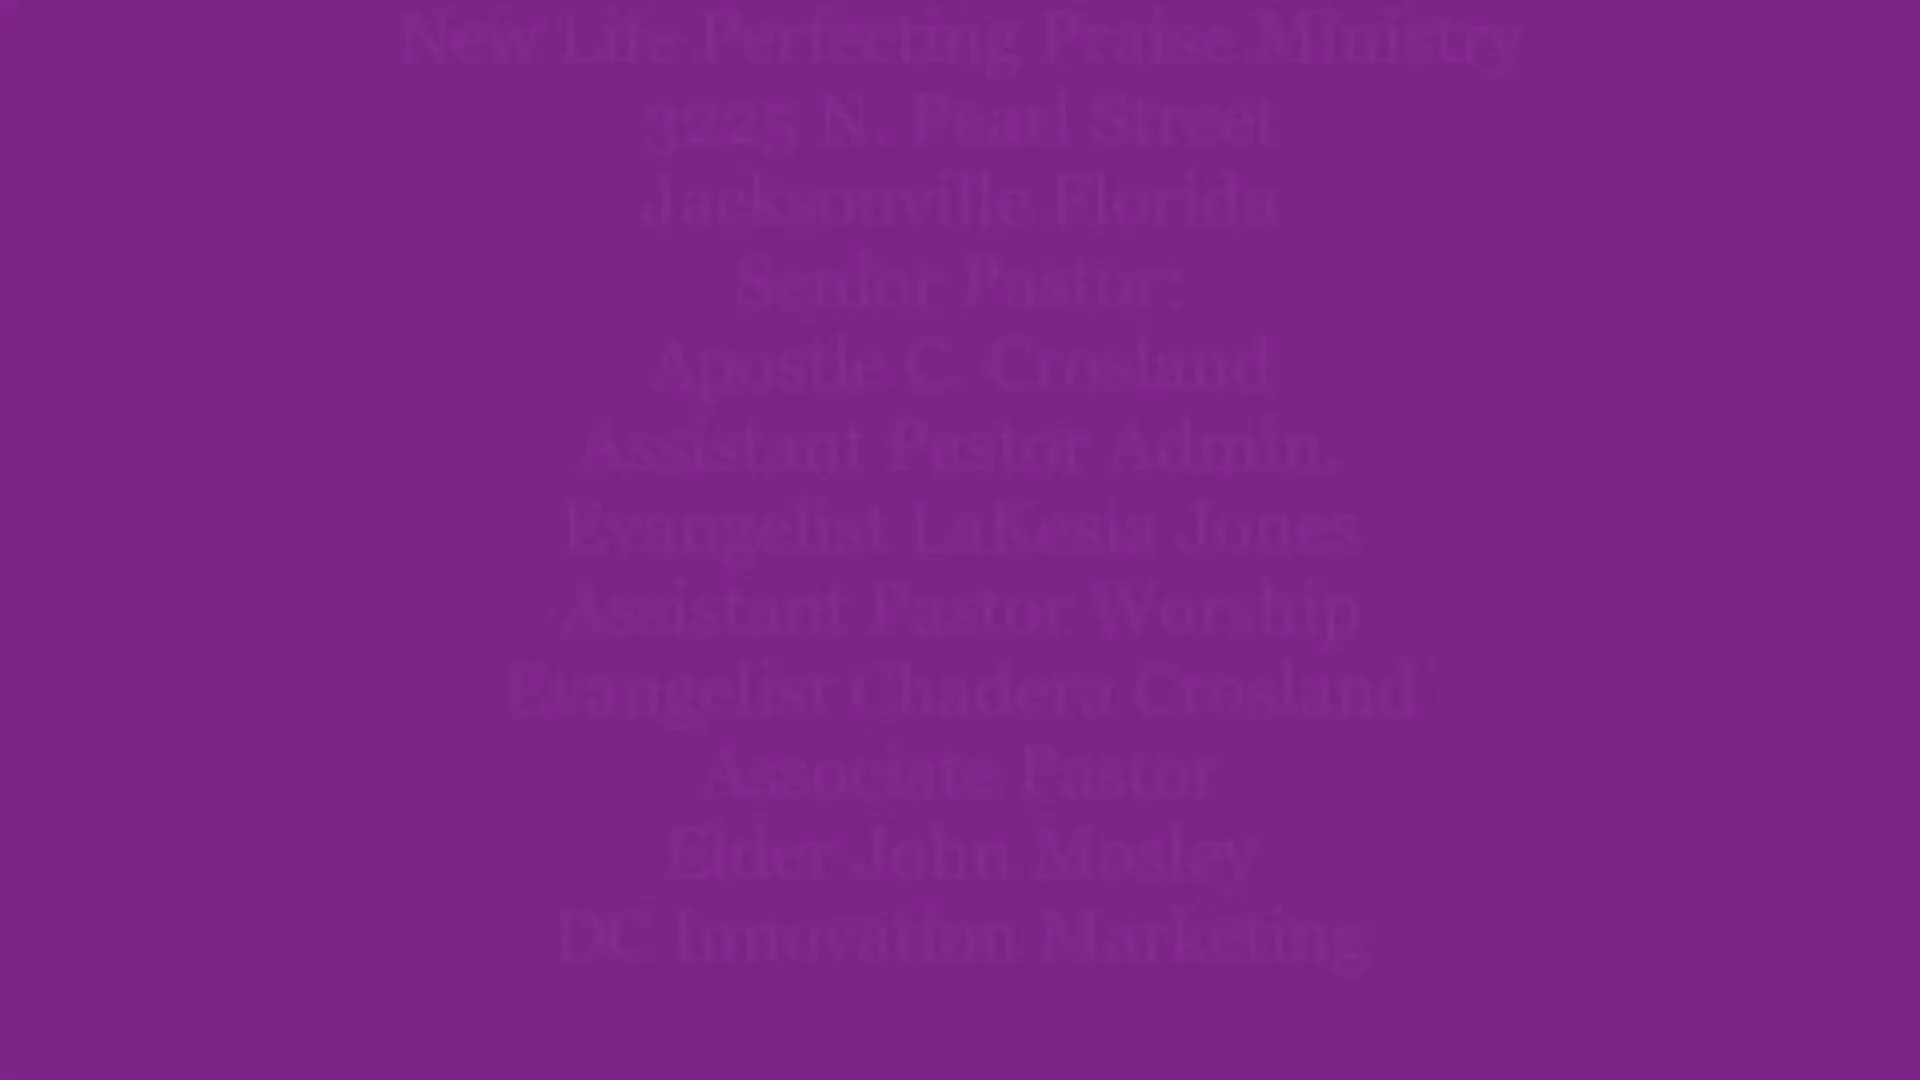 New Life Perfecting Praise Ministry
3225 N. Pearl Street
Jacksonville Florida
Senior Pastor:
Apostle C. Crosland
Assistant Pastor Admin.
Evangelist LaKesia Jones
Assistant Pastor Worship
Evangelist Chadera Crosland
Associate Pastor
Elder John Mosley
DC Innovation Marketing